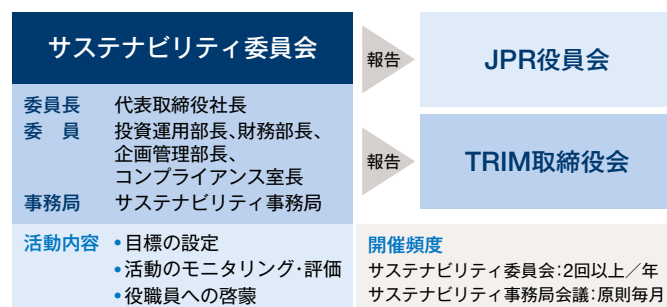 サステナビリティ委員会
委員長 代表取締役社長
委　員 投資運用部長、財務部長、
企画管理部長、
コンプライアンス室長
事務局 サステナビリティ事務局
活動内容 •目標の設定
•活動のモニタリング・評価
•役職員への啓蒙
報告
JPR役員会
報告
TRIM取締役会
開催頻度
サステナビリティ委員会：2回以上／年
サステナビリティ事務局会議：原則毎月